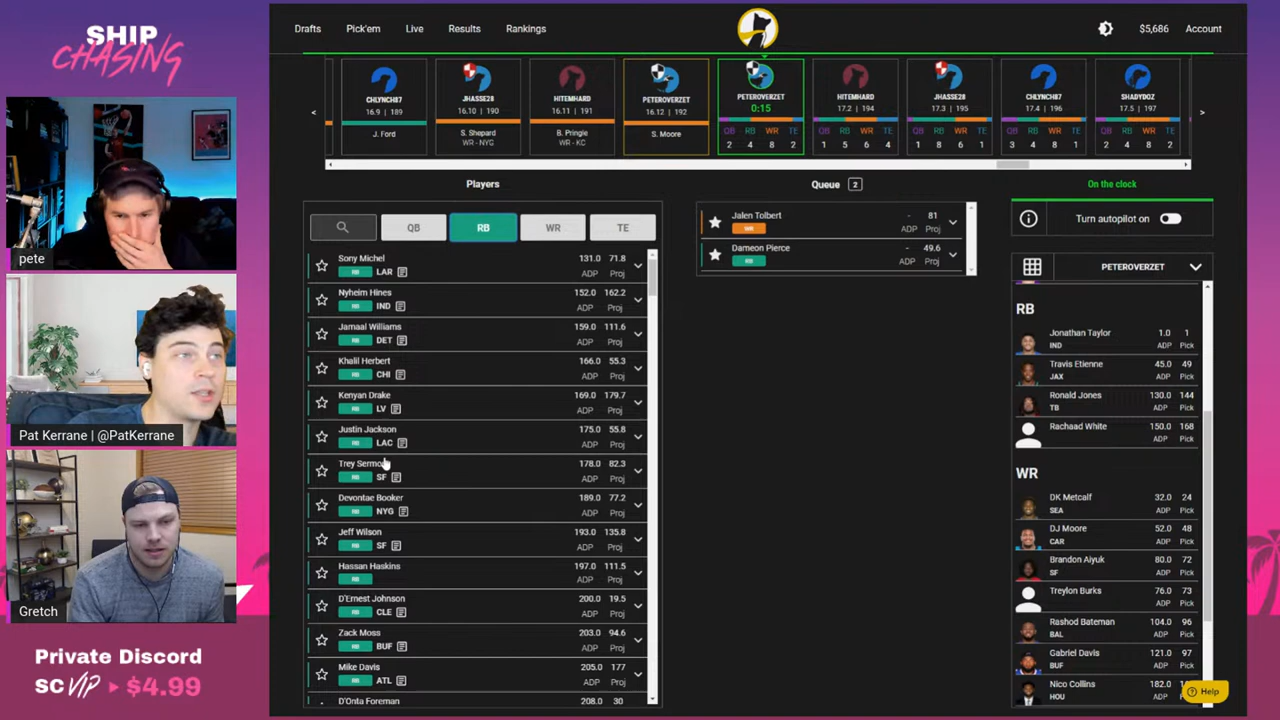 SHIP
CHASING
pete
Pat Kerrane | @PatKerrane
Gretch
Private Discord
SC VIP ▸ $4.99
Drafts
Pick'em
Live
Results
Rankings
$5,686
Account
<
CHLYNCH87
16.9 | 189
J. Ford
JHASSE28
16.10 | 190
S. Shepard
WR - NYG
HITEMHARD
16.11 | 191
B. Pringle
WR - KC
PETEROVERZET
16.12 | 192
S. Moore
PETEROVERZET
0:15
QB RB WR TE
2 4 8 2
HITEMHARD
17.2 | 194
QB RB WR TE
1 5 6 4
JHASSE28
17.3 | 195
QB RB WR TE
1 8 6 1
CHLYNCH87
17.4 | 196
QB RB WR TE
3 4 8 1
SHADYDOZ
17.5 | 197
QB RB WR TE
2 4 8 2
>
Players
QB
RB
WR
TE
Sony Michel 131.0 71.8
RB LAR ADP Proj
Nyheim Hines 152.0 162.2
RB IND ADP Proj
Jamaal Williams 159.0 111.6
RB DET ADP Proj
Khalil Herbert 166.0 55.3
RB CHI ADP Proj
Kenyan Drake 169.0 179.7
RB LV ADP Proj
Justin Jackson 175.0 55.8
RB LAC ADP Proj
Trey Sermo 178.0 82.3
RB SF ADP Proj
Devontae Booker 189.0 77.2
RB NYG ADP Proj
Jeff Wilson 193.0 135.8
RB SF ADP Proj
Hassan Haskins 197.0 111.5
RB ADP Proj
D'Ernest Johnson 200.0 19.5
RB CLE ADP Proj
Zack Moss 203.0 94.6
RB BUF ADP Proj
Mike Davis 205.0 177
RB ATL ADP Proj
D'Onta Foreman 208.0 30
Queue 2
Jalen Tolbert - 81
WR ADP Proj
Dameon Pierce - 49.6
RB ADP Proj
On the clock
Turn autopilot on
PETEROVERZET
RB
Jonathan Taylor 1.0 1
IND ADP Pick
Travis Etienne 45.0 49
JAX ADP Pick
Ronald Jones 130.0 144
TB ADP Pick
Rachaad White 150.0 168
ADP Pick
WR
DK Metcalf 32.0 24
SEA ADP Pick
DJ Moore 52.0 48
CAR ADP Pick
Brandon Aiyuk 80.0 72
SF ADP Pick
Treylon Burks 76.0 73
ADP Pick
Rashod Bateman 104.0 96
BAL ADP Pick
Gabriel Davis 121.0 97
BUF ADP Pick
Nico Collins 182.0
HOU ADP
Help